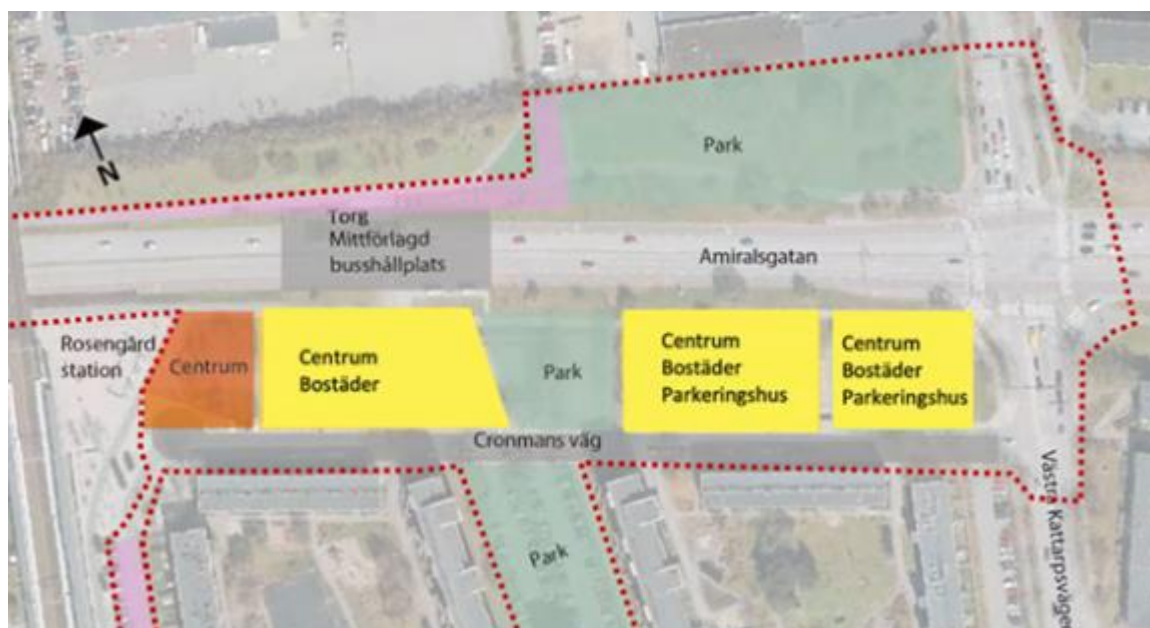 Park
N
Torg
Mittförlagd
busshållplats
Amiralsgatan
Rosengård
station
Centrum
Centrum
Bostäder
Park
Centrum
Bostäder
Parkeringshus
Centrum
Bostäder
Parkeringshus
Cronmans väg
Park
Västra Kattarpsvägen